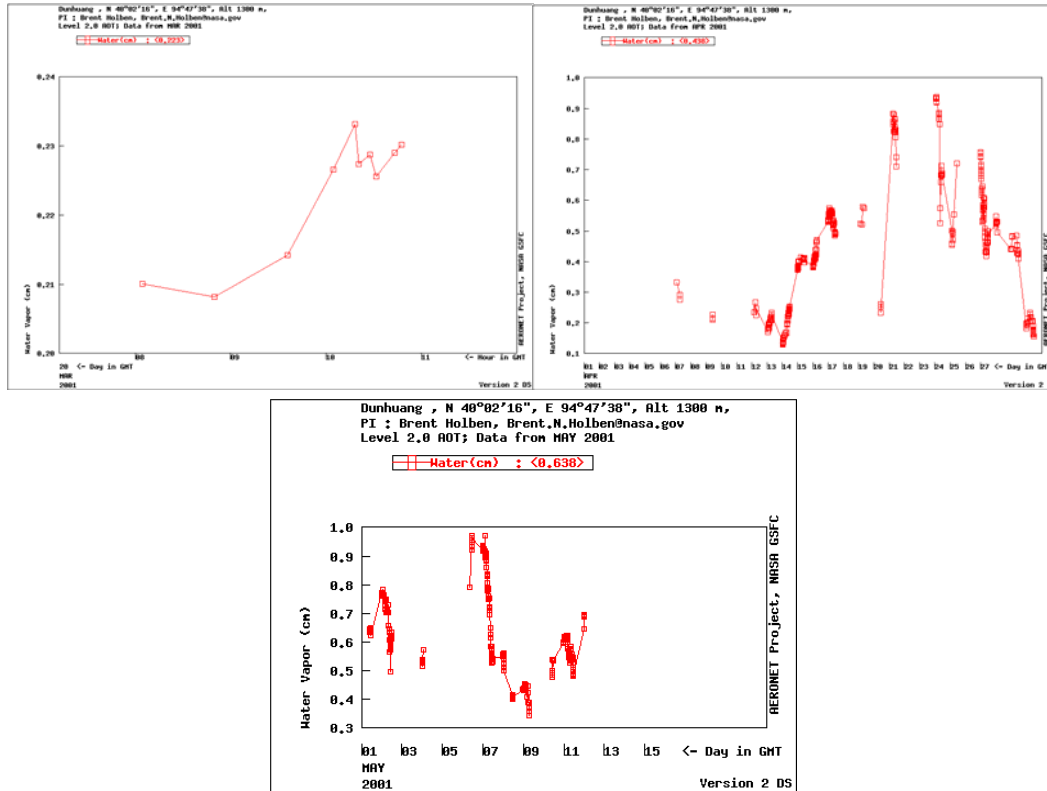 Dunhuang , N 40°02'16", E 94°47'38", Alt 1300 m,
PI : Brent Holben, Brent.N.Holben@nasa.gov
Level 2.0 AOT; Data from MAR 2001
Water(cm) : <0.223>
0.24
0.23
0.22
0.21
0.20
Water Vapor (cm)
AERONET Project, NASA GSFC
08 09 10 11 <- Hour in GMT
20 <- Day in GMT
MAR
2001
Version 2 DS
Dunhuang , N 40°02'16", E 94°47'38", Alt 1300 m,
PI : Brent Holben, Brent.N.Holben@nasa.gov
Level 2.0 AOT; Data from APR 2001
Water(cm) : <0.438>
1.0
0.9
0.8
0.7
0.6
0.5
0.4
0.3
0.2
0.1
Water Vapor (cm)
AERONET Project, NASA GSFC
01 02 03 04 05 06 07 09 10 12 13 14 15 16 17 19 20 21 24 25 26 27 <- Day in GM
APR
2001
Version 2
Dunhuang , N 40°02'16", E 94°47'38", Alt 1300 m,
PI : Brent Holben, Brent.N.Holben@nasa.gov
Level 2.0 AOT; Data from MAY 2001
Water(cm) : <0.638>
1.0
0.9
0.8
0.7
0.6
0.5
0.4
0.3
Water Vapor (cm)
AERONET Project, NASA GSFC
01 03 05 07 09 11 13 15 <- Day in GMT
MAY
2001
Version 2 DS